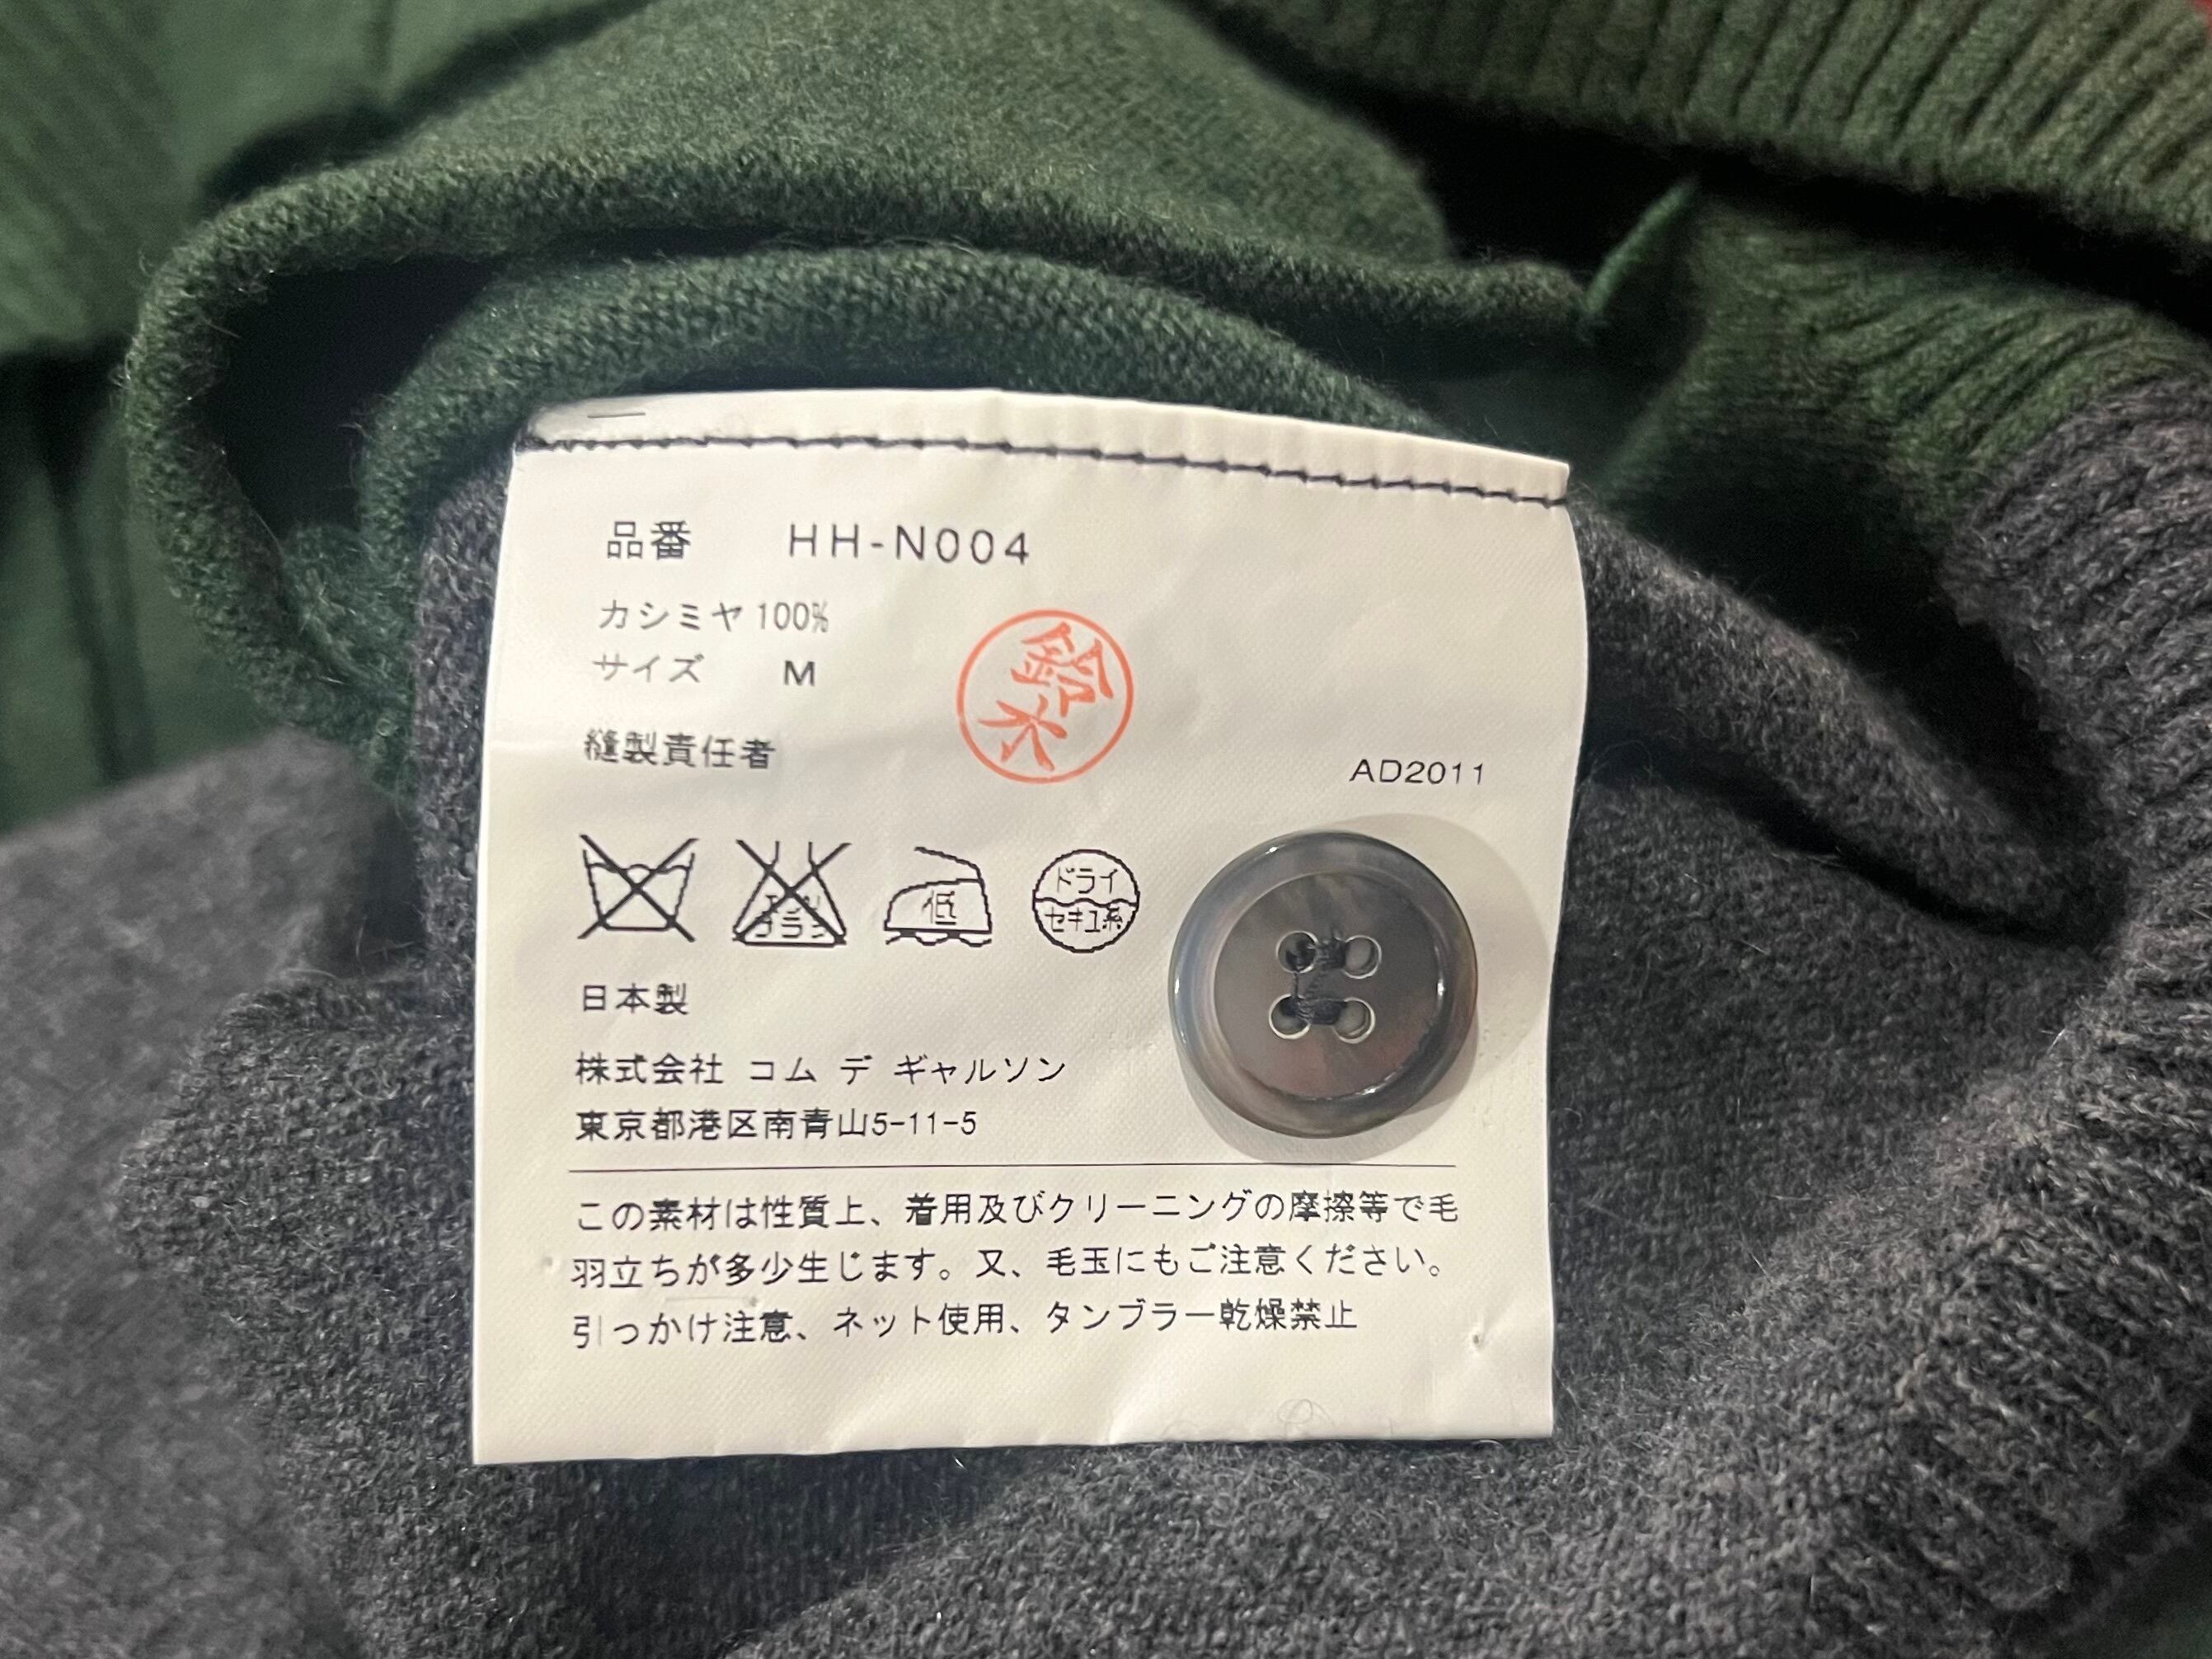 品番 HH-N004
カシミヤ 100%
サイズ M
鈴木
縫製責任者
AD2011
低
ドライ
セキユ系
日本製
株式会社 コム デ ギャルソン
東京都港区南青山5-11-5
この素材は性質上、着用及びクリーニングの摩擦等で毛
羽立ちが多少生じます。又、毛玉にもご注意ください。
引っかけ注意、ネット使用、タンブラー乾燥禁止